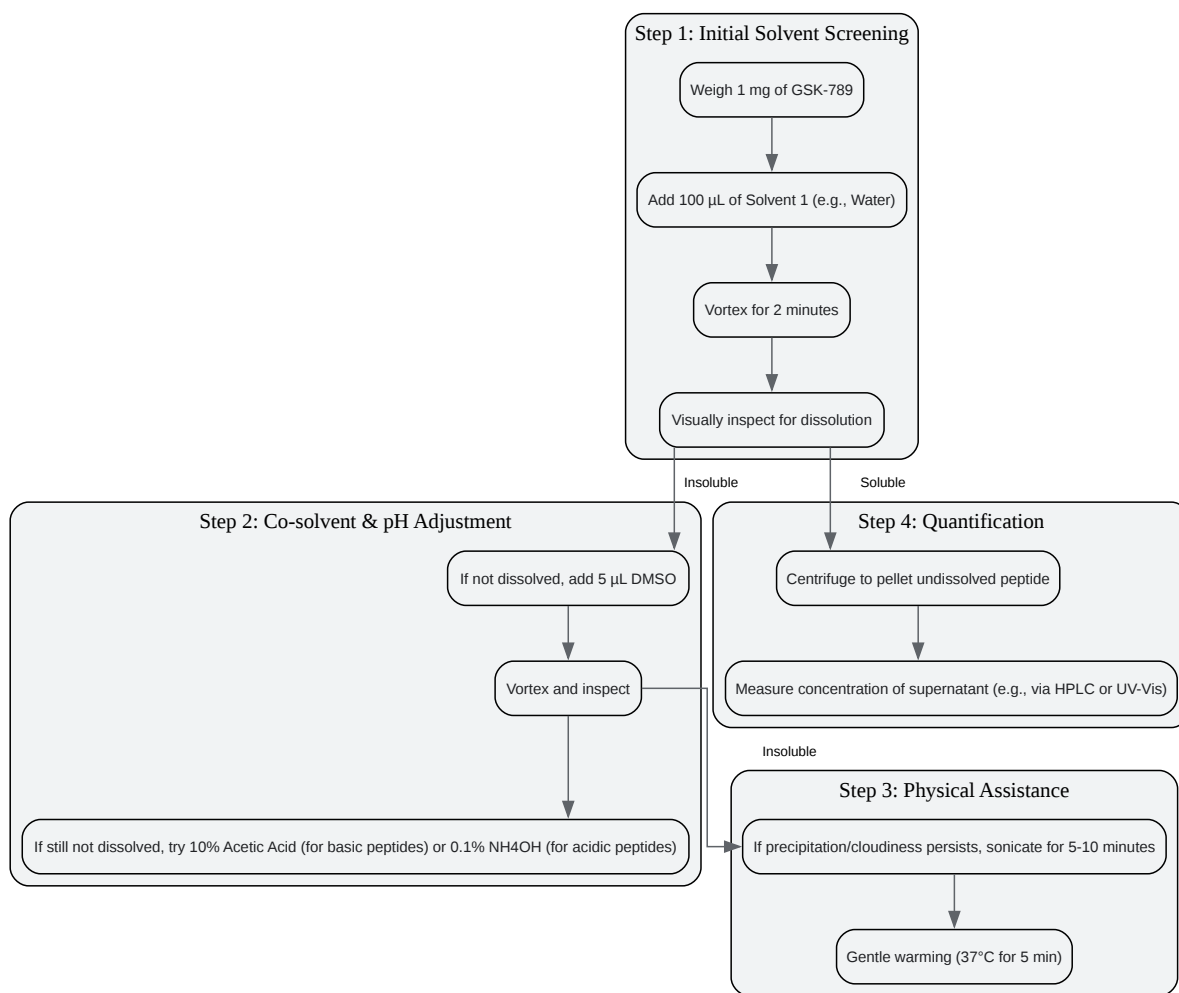 Step 1: Initial Solvent Screening
Weigh 1 mg of GSK-789
Add 100 µL of Solvent 1 (e.g., Water)
Vortex for 2 minutes
Visually inspect for dissolution
Insoluble
Soluble
Step 2: Co-solvent & pH Adjustment
If not dissolved, add 5 µL DMSO
Vortex and inspect
If still not dissolved, try 10% Acetic Acid (for basic peptides) or 0.1% NH4OH (for acidic peptides)
Step 4: Quantification
Centrifuge to pellet undissolved peptide
Measure concentration of supernatant (e.g., via HPLC or UV-Vis)
Insoluble
Step 3: Physical Assistance
If precipitation/cloudiness persists, sonicate for 5-10 minutes
Gentle warming (37°C for 5 min)